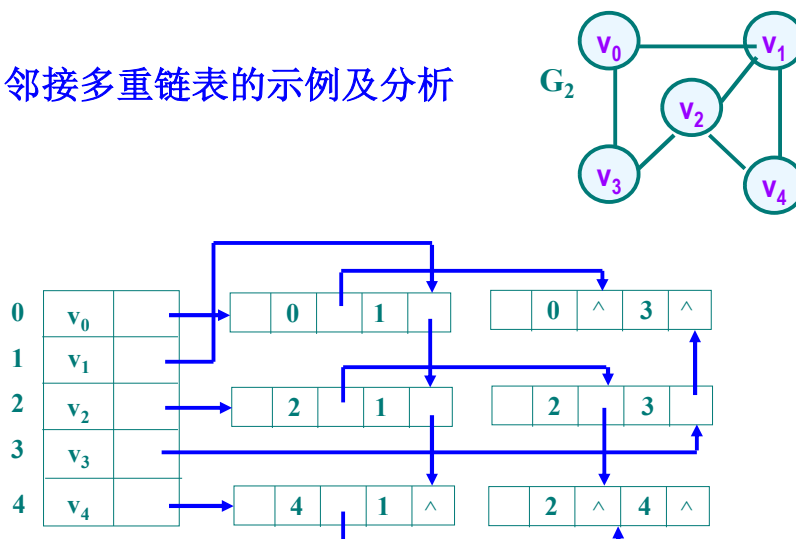 邻接多重链表的示例及分析
G₂
v₀ v₁
v₂
v₃ v₄
0 v₀ 0 1 0 ^ 3 ^
1 v₁
2 v₂ 2 1 2 3
3 v₃
4 v₄ 4 1 ^ 2 ^ 4 ^